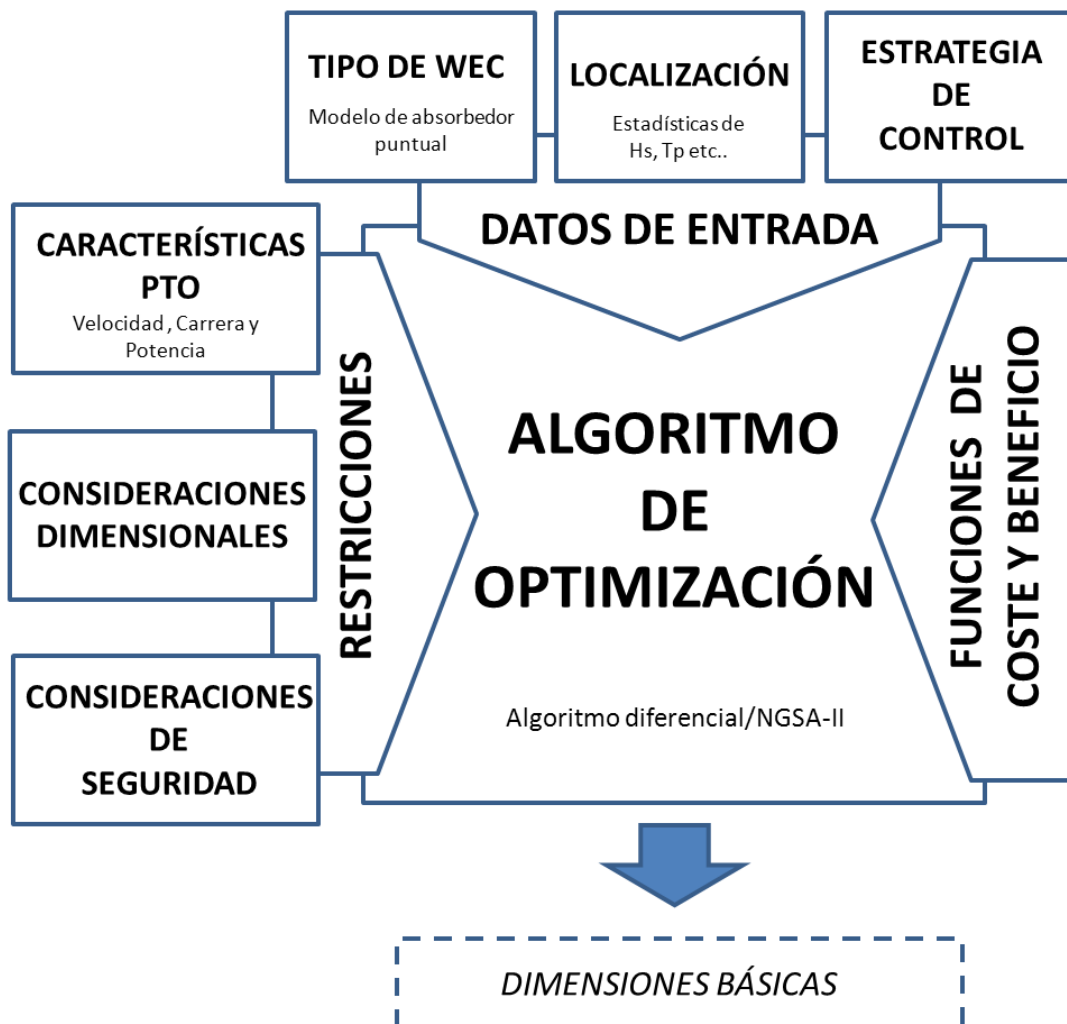 TIPO DE WEC
Modelo de absorbedor
puntual
LOCALIZACIÓN
Estadísticas de
Hs, Tp etc..
ESTRATEGIA
DE
CONTROL
DATOS DE ENTRADA
CARACTERÍSTICAS
PTO
Velocidad , Carrera y
Potencia
CONSIDERACIONES
DIMENSIONALES
CONSIDERACIONES
DE
SEGURIDAD
RESTRICCIONES
ALGORITMO
DE
OPTIMIZACIÓN
Algoritmo diferencial/NGSA-II
FUNCIONES DE
COSTE Y BENEFICIO
DIMENSIONES BÁSICAS